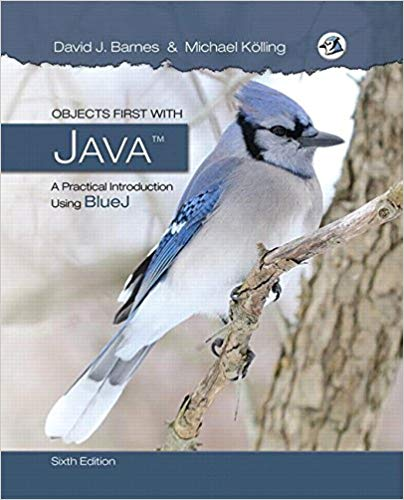 David J. Barnes & Michael Kölling
OBJECTS FIRST WITH
JAVA™
A Practical Introduction
Using BlueJ
Sixth Edition